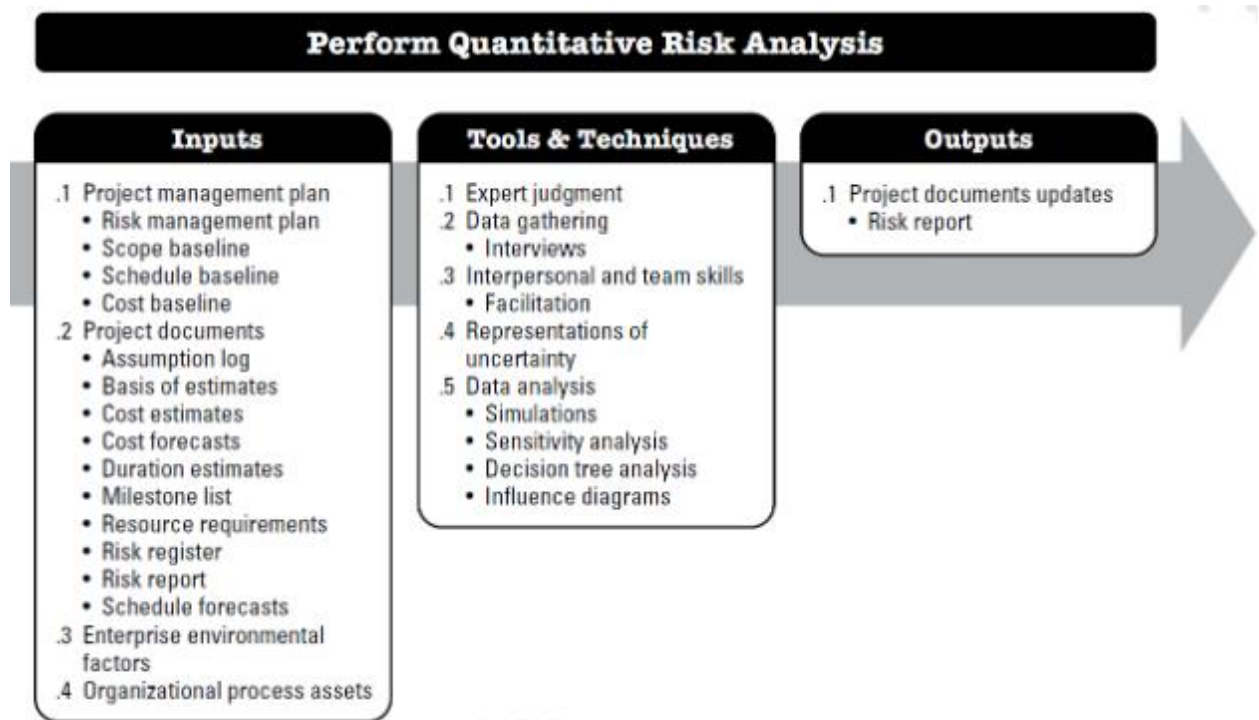 Perform Quantitative Risk Analysis
Inputs
.1 Project management plan
• Risk management plan
• Scope baseline
• Schedule baseline
• Cost baseline
.2 Project documents
• Assumption log
• Basis of estimates
• Cost estimates
• Cost forecasts
• Duration estimates
• Milestone list
• Resource requirements
• Risk register
• Risk report
• Schedule forecasts
.3 Enterprise environmental
factors
.4 Organizational process assets
Tools & Techniques
.1 Expert judgment
.2 Data gathering
• Interviews
.3 Interpersonal and team skills
• Facilitation
.4 Representations of
uncertainty
.5 Data analysis
• Simulations
• Sensitivity analysis
• Decision tree analysis
• Influence diagrams
Outputs
.1 Project documents updates
• Risk report